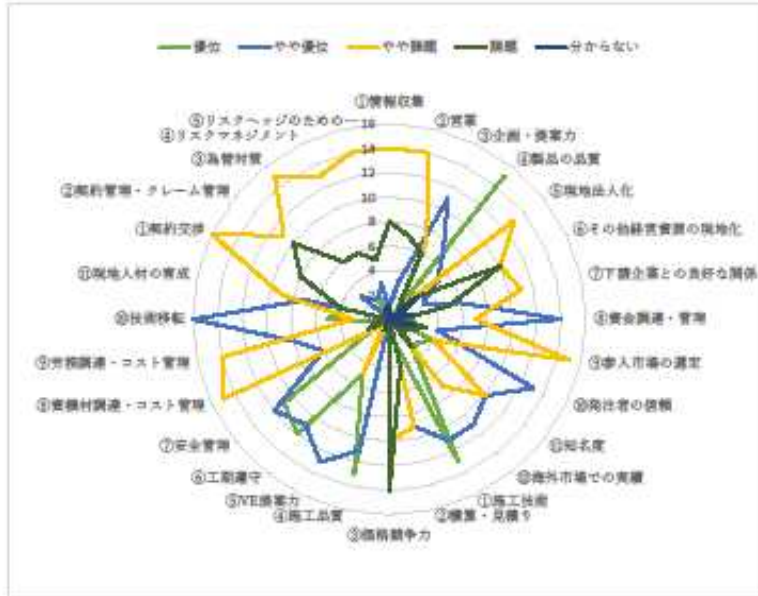 優位 やや優位 やや課題 課題 分からない
①情報収集
②営業
③企画・提案力
④製品の品質
⑤現地法人化
⑥その他経営資源の現地化
⑦下請企業との良好な関係
⑧資金調達・管理
⑨参入市場の選定
⑩発注者の信頼
⑪知名度
⑫海外市場での実績
①施工技術
②積算・見積り
③価格競争力
④施工品質
⑤VE提案力
⑥工期遵守
⑦安全管理
⑧資機材調達・コスト管理
⑨労務調達・コスト管理
⑩技術移転
⑪現地人材の育成
①契約交渉
②契約管理・クレーム管理
③為替対策
④リスクマネジメント
⑤リスクヘッジのための…
16
14
12
10
8
6
4
2